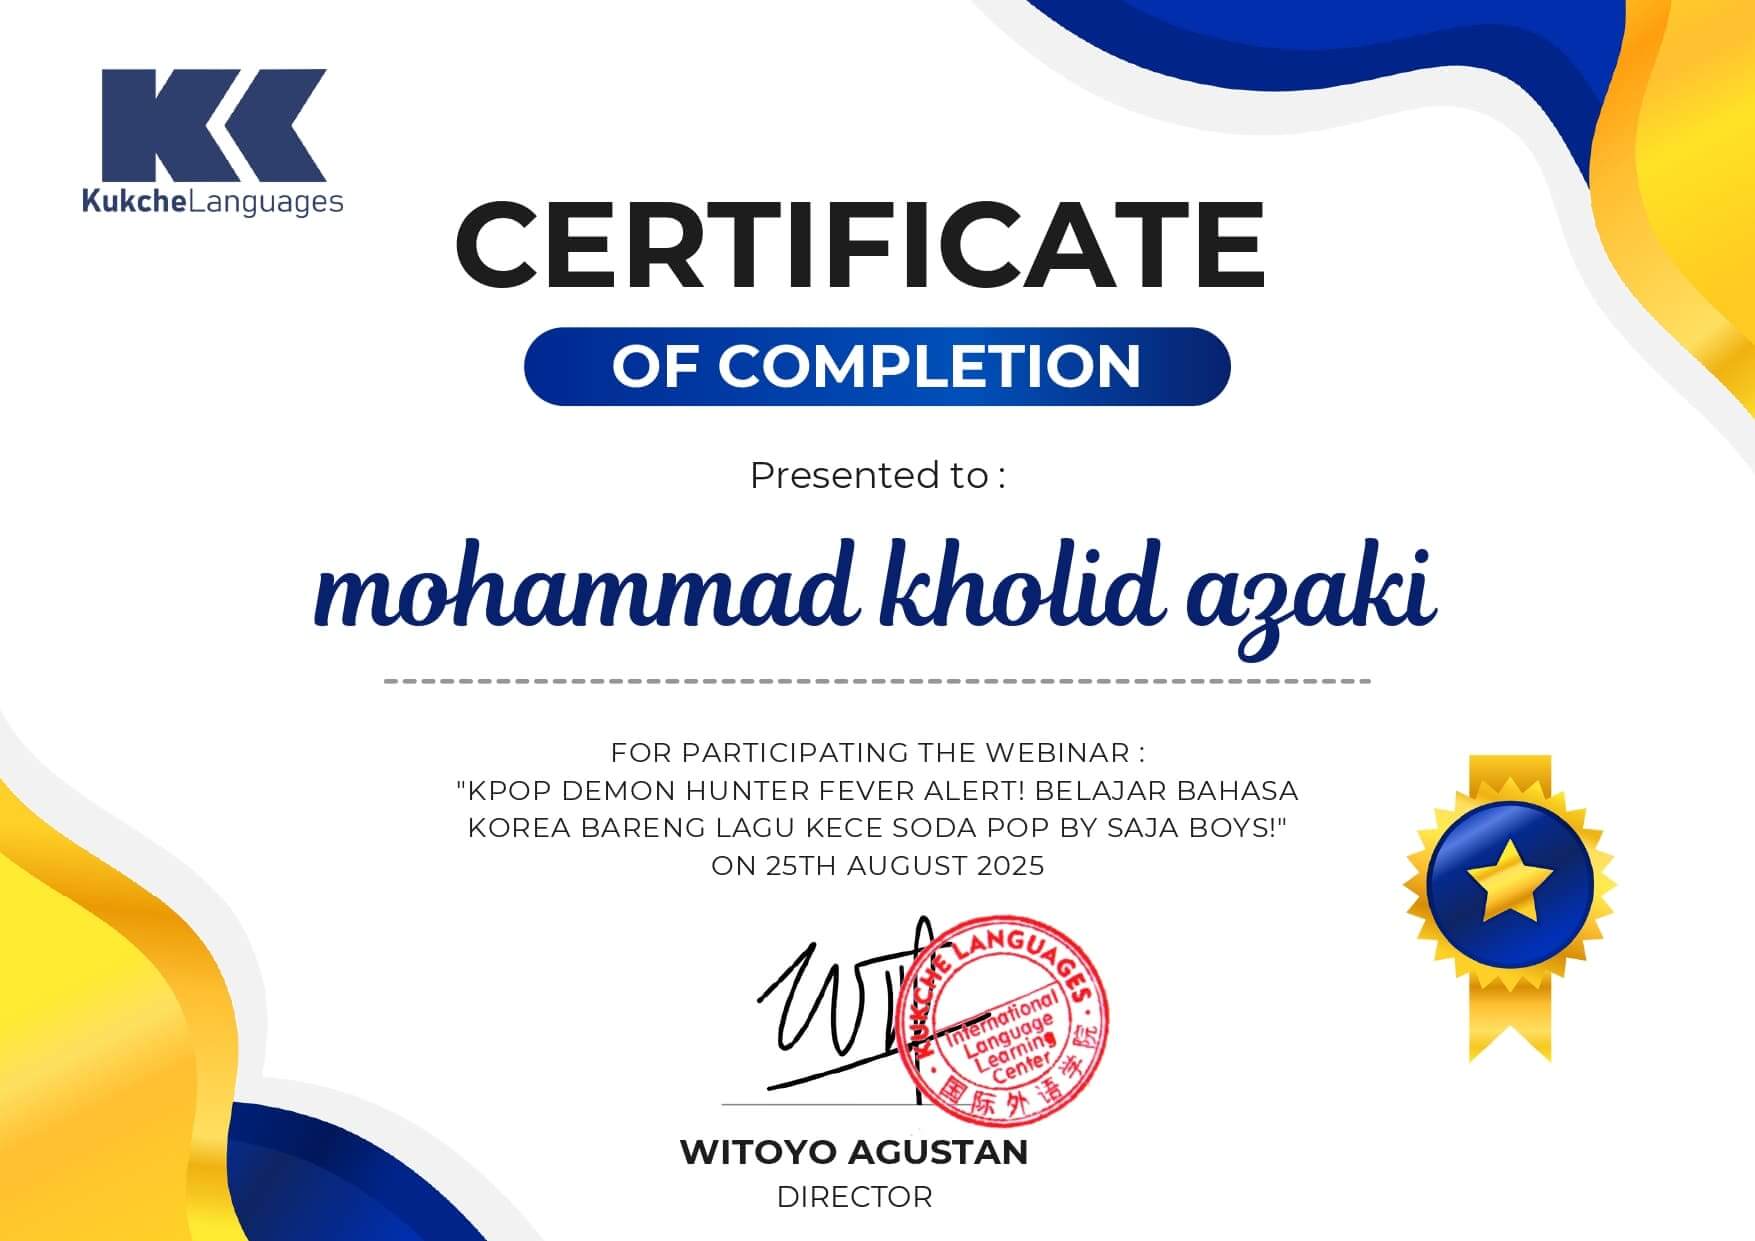 KukcheLanguages
CERTIFICATE
OF COMPLETION
Presented to :
mohammad kholid azaki
FOR PARTICIPATING THE WEBINAR :
"KPOP DEMON HUNTER FEVER ALERT! BELAJAR BAHASA
KOREA BARENG LAGU KECE SODA POP BY SAJA BOYS!"
ON 25TH AUGUST 2025
KUKCHE LANGUAGES
International
Language
Learning
Center
国际外语学院
WITOYO AGUSTAN
DIRECTOR